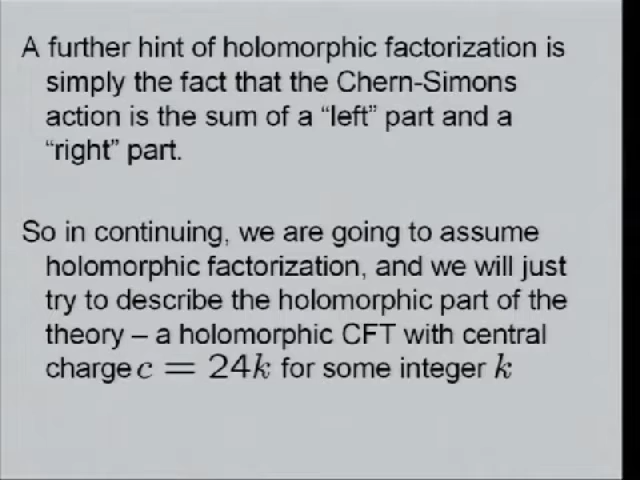 A further hint of holomorphic factorization is
simply the fact that the Chern-Simons
action is the sum of a “left” part and a
“right” part.
So in continuing, we are going to assume
holomorphic factorization, and we will just
try to describe the holomorphic part of the
theory – a holomorphic CFT with central
charge c = 24k for some integer k